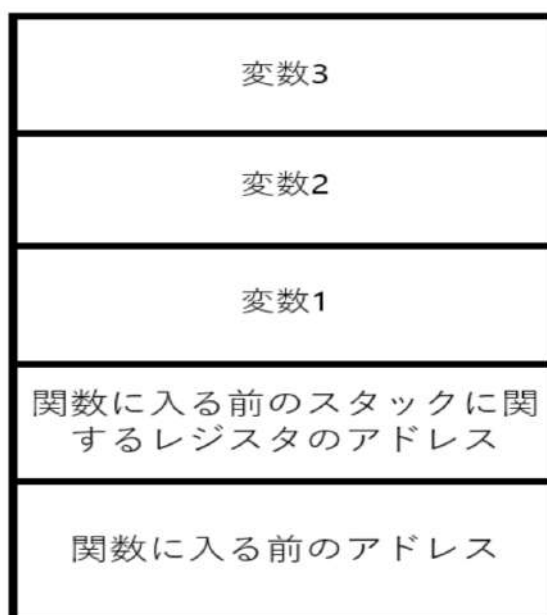 変数3
変数2
変数1
関数に入る前のスタックに関
するレジスタのアドレス
関数に入る前のアドレス